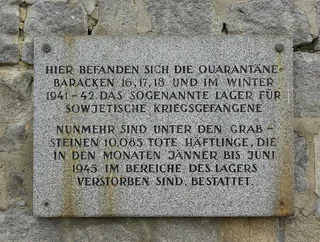 HIER BEFANDEN SICH DIE QUARANTÄNE-
BARACKEN 16, 17, 18 UND IM WINTER
1941-42 DAS SOGENANNTE LAGER FÜR
SOWJETISCHE KRIEGSGEFANGENE
NUNMEHR SIND UNTER DEN GRAB-
STEINEN 10.085 TOTE HÄFTLINGE, DIE
IN DEN MONATEN JÄNNER BIS JUNI
1945 IM BEREICHE DES LAGERS
VERSTORBEN SIND, BESTATTET.